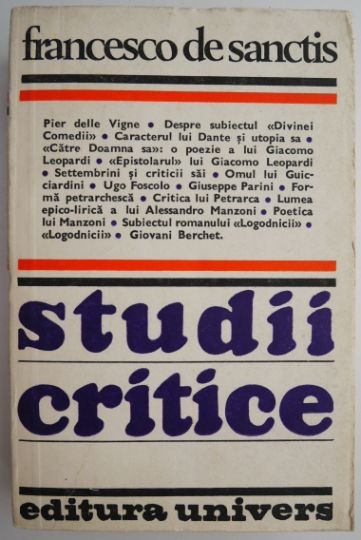 francesco de sanctis
Pier delle Vigne • Despre subiectul «Divinei
Comedii» • Caracterul lui Dante și utopia sa •
«Către Doamna sa»: o poezie a lui Giacomo
Leopardi • «Epistolarul» lui Giacomo Leopardi
• Settembrini și criticii săi • Omul lui Guic-
ciardini • Ugo Foscolo • Giuseppe Parini • For-
mă petrarchescă • Critica lui Petrarca • Lumea
epico-lirică a lui Alessandro Manzoni • Poetica
lui Manzoni • Subiectul romanului «Logodnicii» •
«Logodnicii» • Giovani Berchet.
studii
critice
editura univers